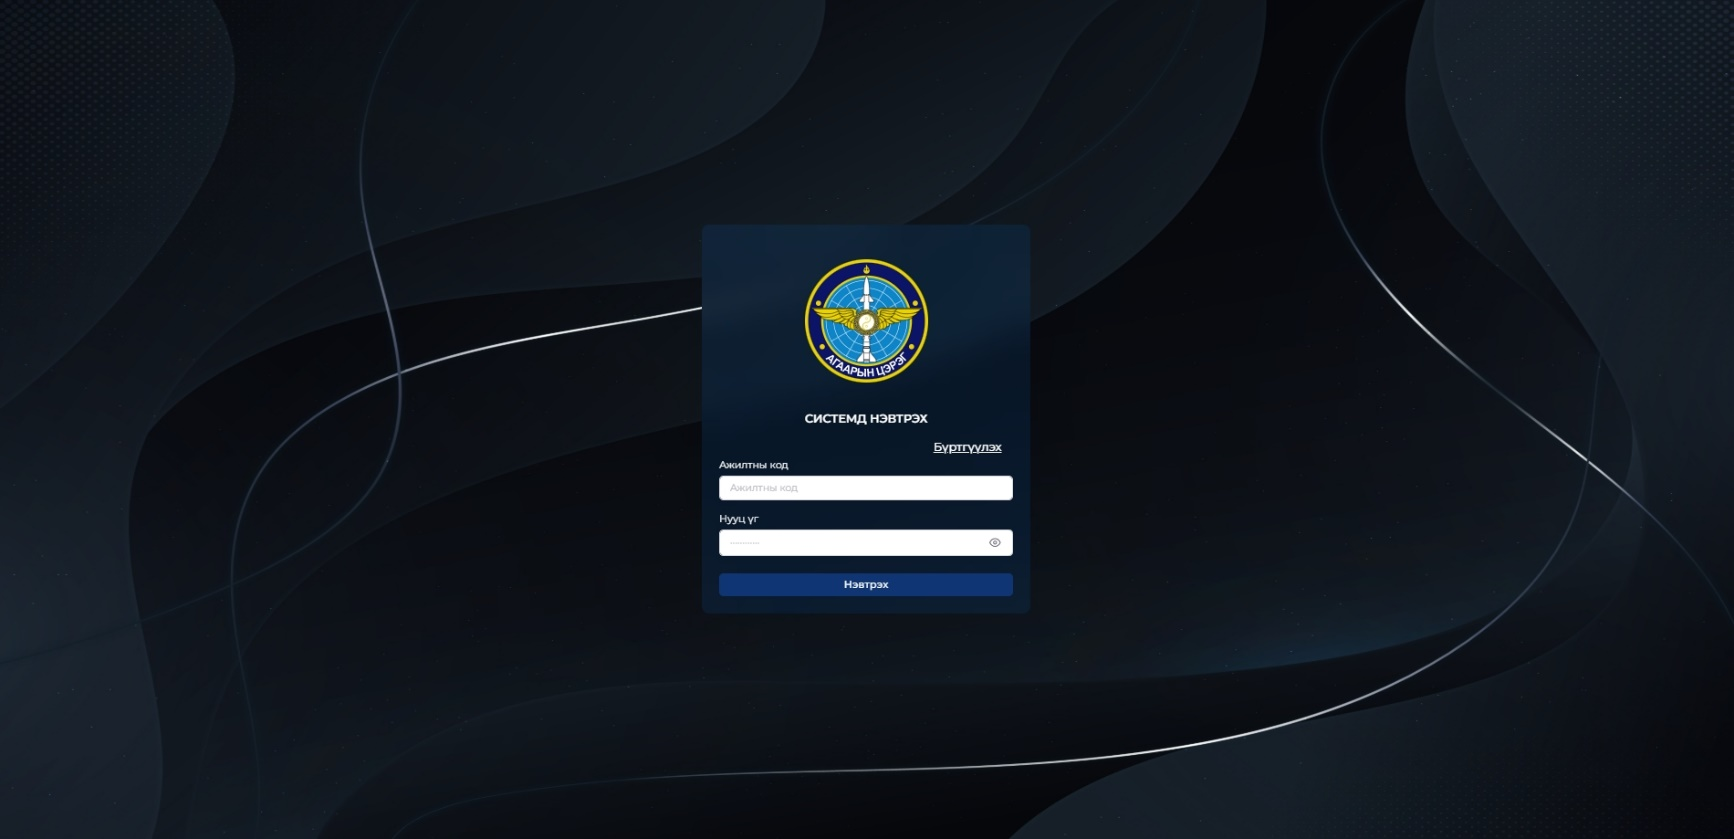 АГААРЫН ЦЭРЭГ
СИСТЕМД НЭВТРЭХ
Бүртгүүлэх
Ажилтны код
Ажилтны код
Нууц үг
Нэвтрэх